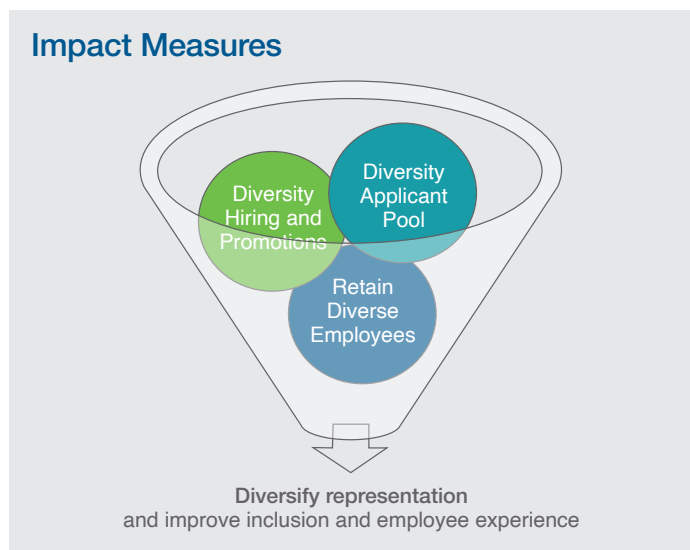 Impact Measures
Diversity
Applicant
Pool
Diversity
Hiring and
Promotions
Retain
Diverse
Employees
Diversify representation
and improve inclusion and employee experience